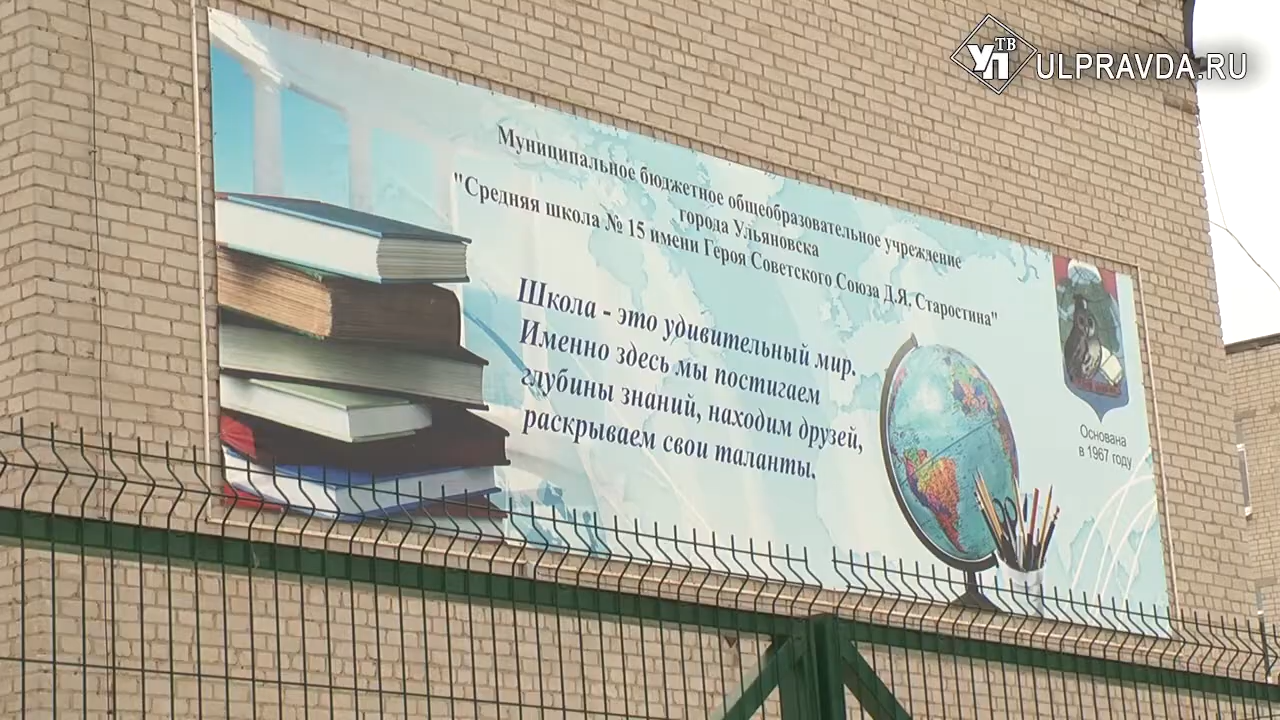 УП ТВ ULPRAVDA.RU
Муниципальное бюджетное общеобразовательное учреждение
города Ульяновска
"Средняя школа № 15 имени Героя Советского Союза Д.Я, Старостина"
Школа - это удивительный мир.
Именно здесь мы постигаем
глубины знаний, находим друзей,
раскрываем свои таланты.
Основана
в 1967 году